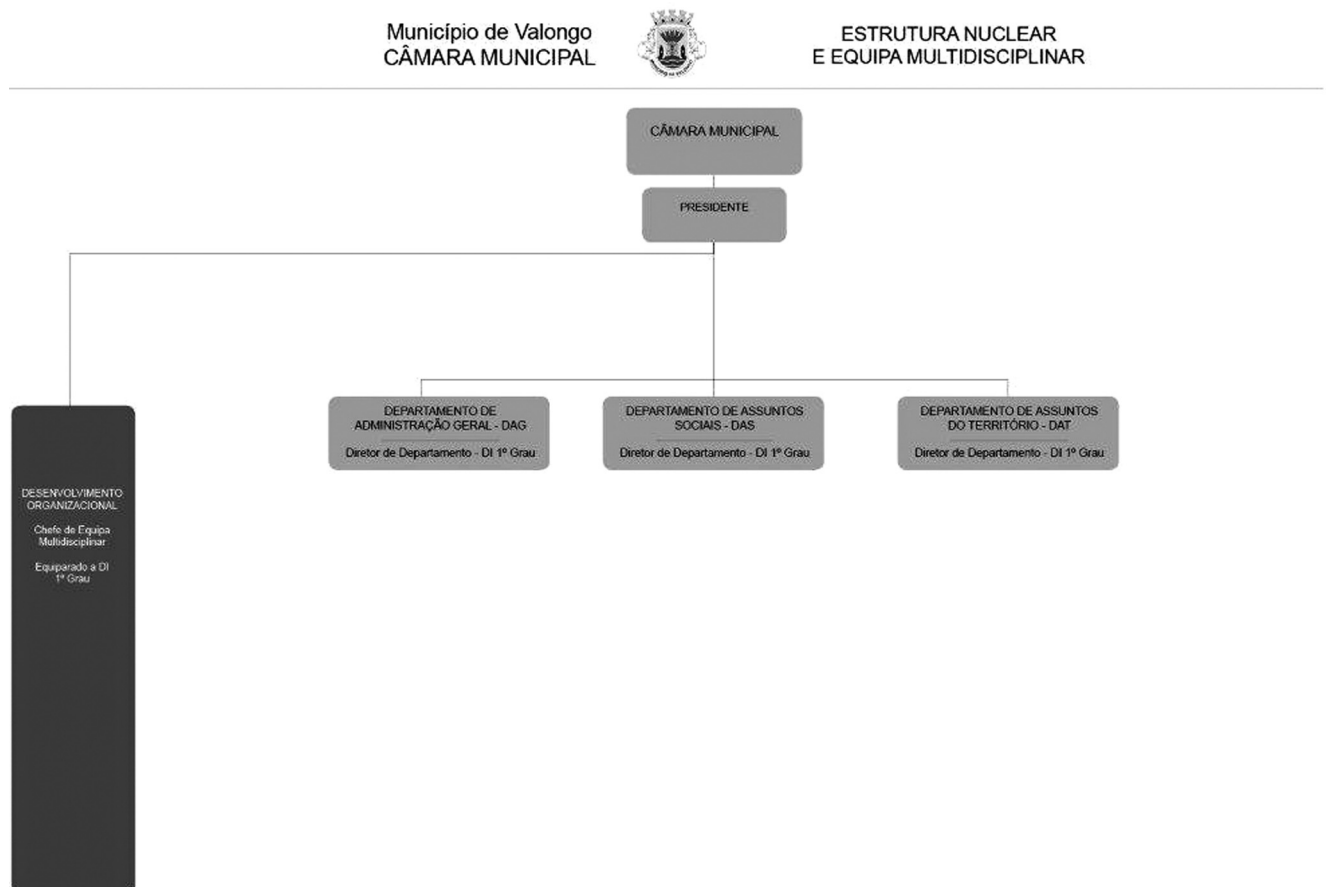 Município de Valongo
CÂMARA MUNICIPAL
ESTRUTURA NUCLEAR
E EQUIPA MULTIDISCIPLINAR
CÂMARA MUNICIPAL
PRESIDENTE
DEPARTAMENTO DE
ADMINISTRAÇÃO GERAL - DAG
Diretor de Departamento - DI 1º Grau
DEPARTAMENTO DE ASSUNTOS
SOCIAIS - DAS
Diretor de Departamento - DI 1º Grau
DEPARTAMENTO DE ASSUNTOS
DO TERRITÓRIO - DAT
Diretor de Departamento - DI 1º Grau
DESENVOLVIMENTO
ORGANIZACIONAL
Chefe de Equipa
Multidisciplinar
Equiparado a DI
1º Grau